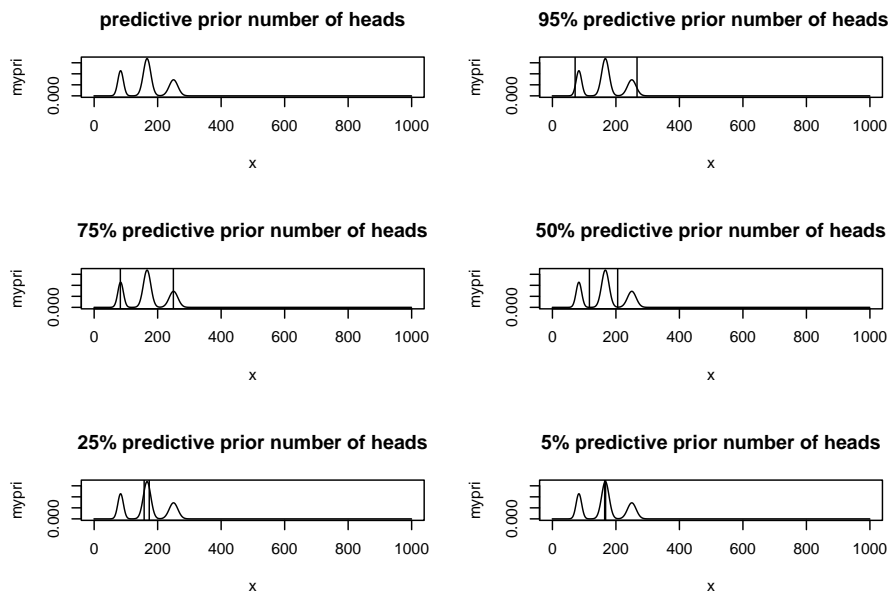 predictive prior number of heads
mypri
0.000
0 200 400 600 800 1000
x
95% predictive prior number of heads
mypri
0.000
0 200 400 600 800 1000
x
75% predictive prior number of heads
mypri
0.000
0 200 400 600 800 1000
x
50% predictive prior number of heads
mypri
0.000
0 200 400 600 800 1000
x
25% predictive prior number of heads
mypri
0.000
0 200 400 600 800 1000
x
5% predictive prior number of heads
mypri
0.000
0 200 400 600 800 1000
x